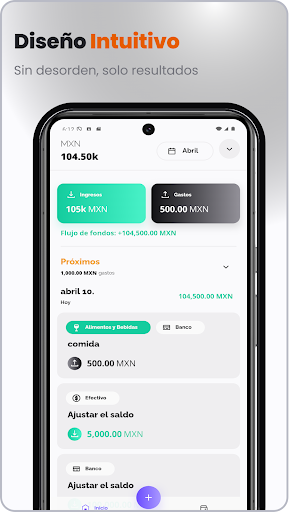 Diseño Intuitivo
Sin desorden, solo resultados
MXN
104.50k
Abril
Ingresos
105k MXN
Gastos
500.00 MXN
Flujo de fondos: +104,500.00 MXN
Próximos
1,000.00 MXN gastos
abril 10.
Hoy
104,500.00 MXN
Alimentos y Bebidas
Banco
comida
500.00 MXN
Efectivo
Ajustar el saldo
5,000.00 MXN
Banco
Ajustar el saldo
Inicio